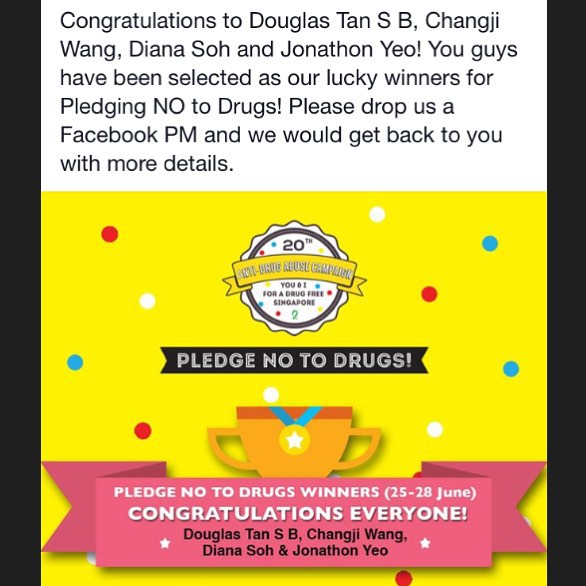 Congratulations to Douglas Tan S B, Changji
Wang, Diana Soh and Jonathon Yeo! You guys
have been selected as our lucky winners for
Pledging NO to Drugs! Please drop us a
Facebook PM and we would get back to you
with more details.
20TH
ANTI-DRUG ABUSE CAMPAIGN
YOU & I
FOR A DRUG FREE
SINGAPORE
PLEDGE NO TO DRUGS!
PLEDGE NO TO DRUGS WINNERS (25-28 June)
CONGRATULATIONS EVERYONE!
Douglas Tan S B, Changji Wang,
Diana Soh & Jonathon Yeo